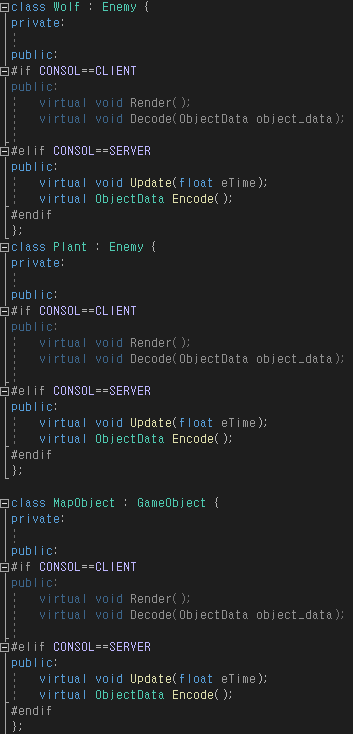 class Wolf : Enemy {
private:
public:
#if CONSOL==CLIENT
public:
    virtual void Render();
    virtual void Decode(ObjectData object_data);
#elif CONSOL==SERVER
public:
    virtual void Update(float eTime);
    virtual ObjectData Encode();
#endif
};
class Plant : Enemy {
private:
public:
#if CONSOL==CLIENT
public:
    virtual void Render();
    virtual void Decode(ObjectData object_data);
#elif CONSOL==SERVER
public:
    virtual void Update(float eTime);
    virtual ObjectData Encode();
#endif
};
class MapObject : GameObject {
private:
public:
#if CONSOL==CLIENT
public:
    virtual void Render();
    virtual void Decode(ObjectData object_data);
#elif CONSOL==SERVER
public:
    virtual void Update(float eTime);
    virtual ObjectData Encode();
#endif
};